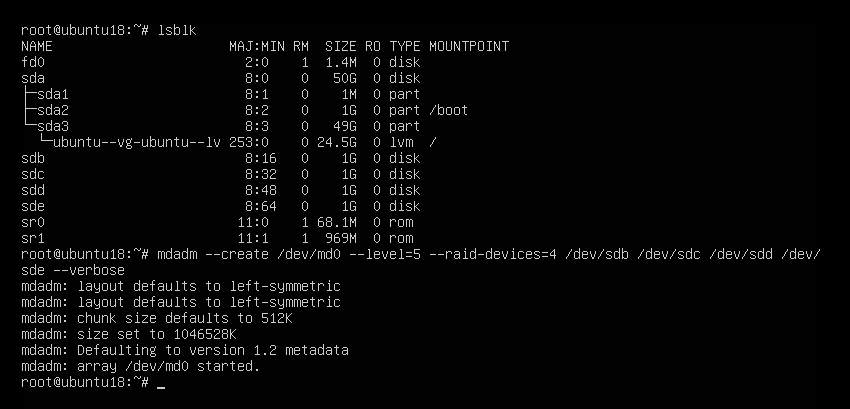 root@ubuntu18:~# lsblk
NAME                      MAJ:MIN RM  SIZE RO TYPE MOUNTPOINT
fd0                         2:0    1  1.4M  0 disk
sda                         8:0    0   50G  0 disk
├─sda1                      8:1    0    1M  0 part
├─sda2                      8:2    0    1G  0 part /boot
└─sda3                      8:3    0   49G  0 part
  └─ubuntu--vg-ubuntu--lv 253:0    0 24.5G  0 lvm  /
sdb                         8:16   0    1G  0 disk
sdc                         8:32   0    1G  0 disk
sdd                         8:48   0    1G  0 disk
sde                         8:64   0    1G  0 disk
sr0                        11:0    1 68.1M  0 rom
sr1                        11:1    1  969M  0 rom
root@ubuntu18:~# mdadm --create /dev/md0 --level=5 --raid-devices=4 /dev/sdb /dev/sdc /dev/sdd /dev/
sde --verbose
mdadm: layout defaults to left-symmetric
mdadm: layout defaults to left-symmetric
mdadm: chunk size defaults to 512K
mdadm: size set to 1046528K
mdadm: Defaulting to version 1.2 metadata
mdadm: array /dev/md0 started.
root@ubuntu18:~# _